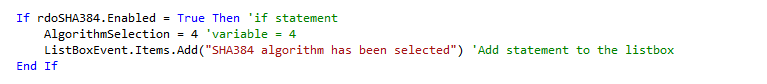 If rdoSHA384.Enabled = True Then 'if statement
AlgorithmSelection = 4 'variable = 4
ListBoxEvent.Items.Add("SHA384 algorithm has been selected") 'Add statement to the listbox
End If